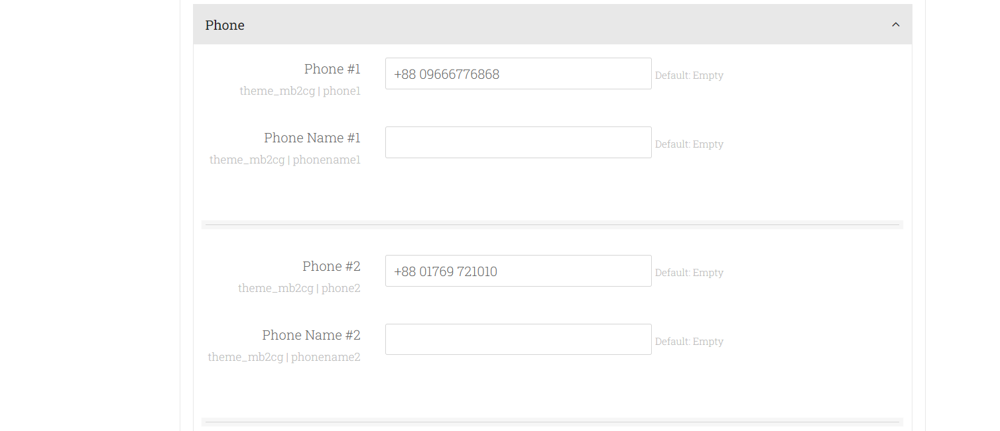 Phone
Phone #1
+88 09666776868
Default: Empty
theme_mb2cg | phone1
Phone Name #1
Default: Empty
theme_mb2cg | phonename1
Phone #2
+88 01769 721010
Default: Empty
theme_mb2cg | phone2
Phone Name #2
Default: Empty
theme_mb2cg | phonename2